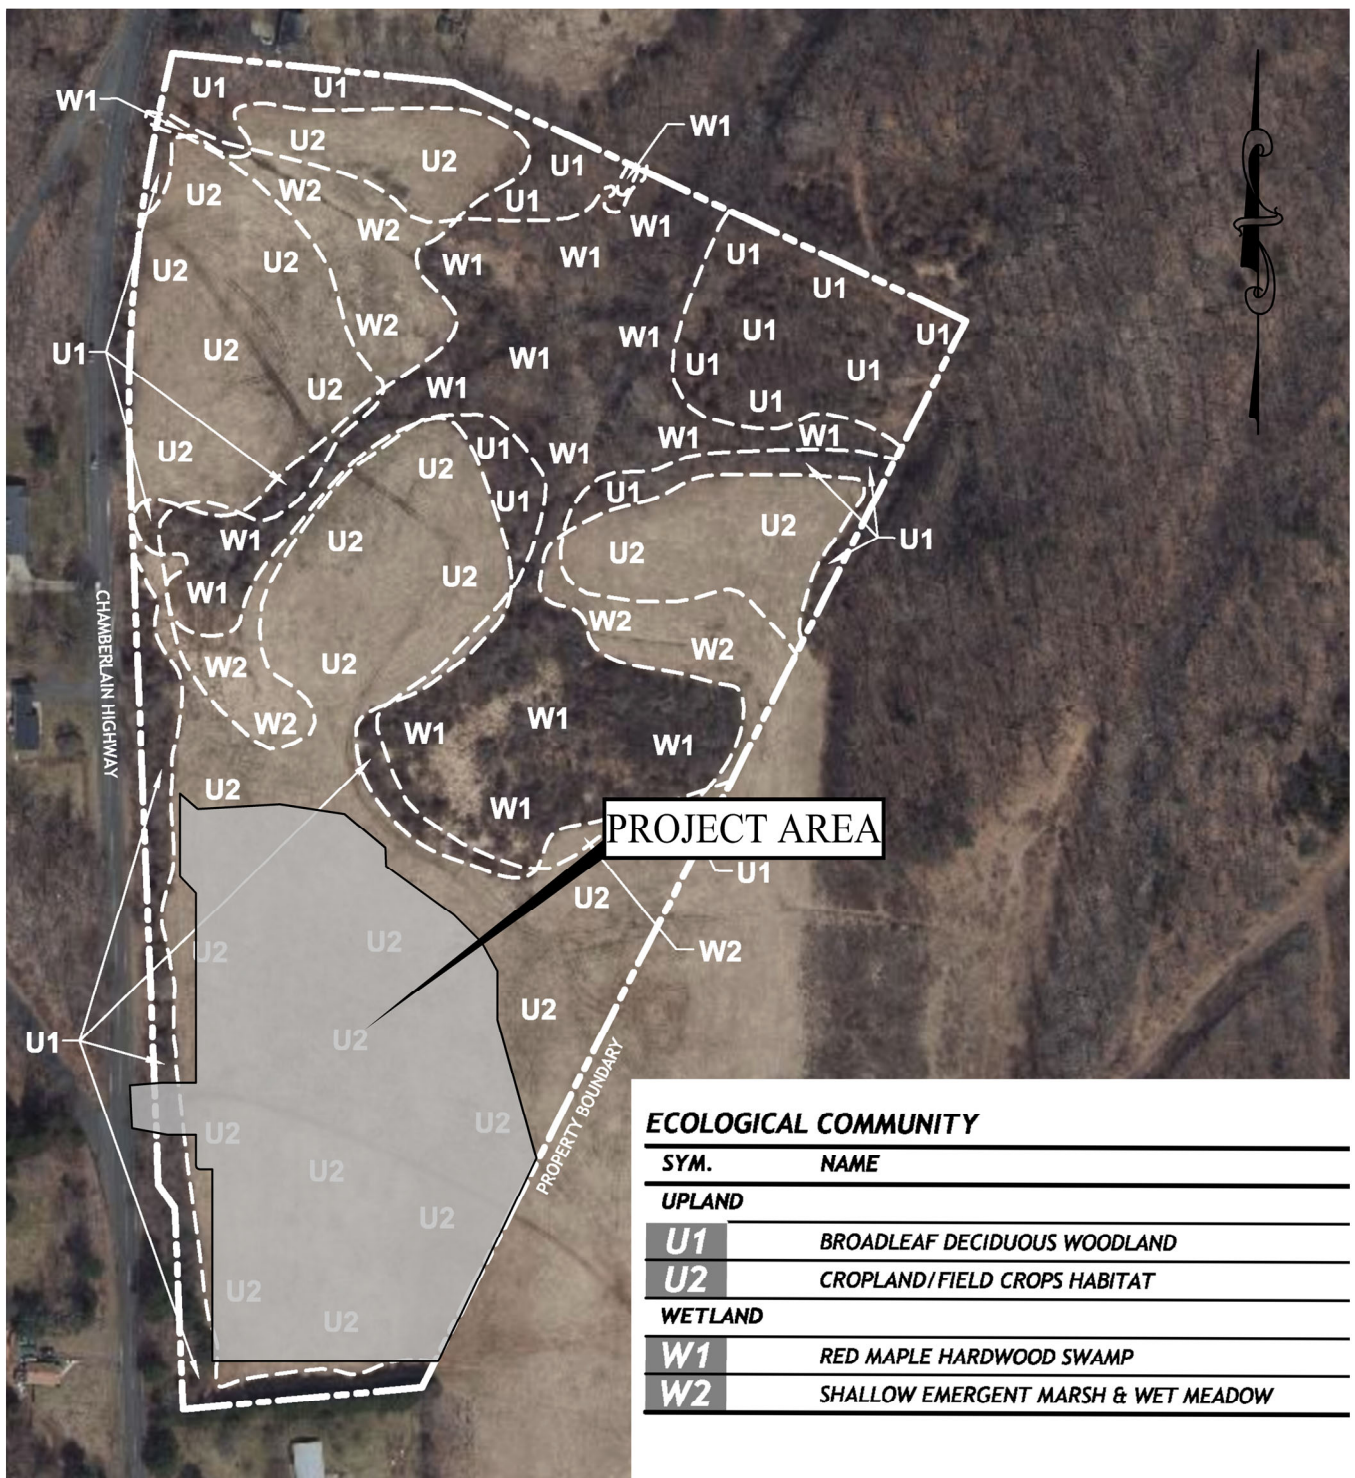 U1 U1
W1
W1
U2
U2
U1
U2
W2
U1
W2
W1
U2
U2
W1
W1
U1
U1
W2
U1
W1
U1
U1
U2
W1
U1
U1
U2
W1
U1
U2
W1
W1
U1
W1
U2
U2
U1
U1
U2
W1
U2
U2
U1
U2
W1
W2
U2
W2
W2
W2
W1
W1
W1
CHAMBERLAIN HIGHWAY
U2
W1
PROJECT AREA
U1
U2
U2
U2
W2
U2
U1
U2
PROPERTY BOUNDARY
U2
U2
U2
U2
U2
U2
ECOLOGICAL COMMUNITY
SYM. NAME
UPLAND
U1 BROADLEAF DECIDUOUS WOODLAND
U2 CROPLAND/FIELD CROPS HABITAT
WETLAND
W1 RED MAPLE HARDWOOD SWAMP
W2 SHALLOW EMERGENT MARSH & WET MEADOW